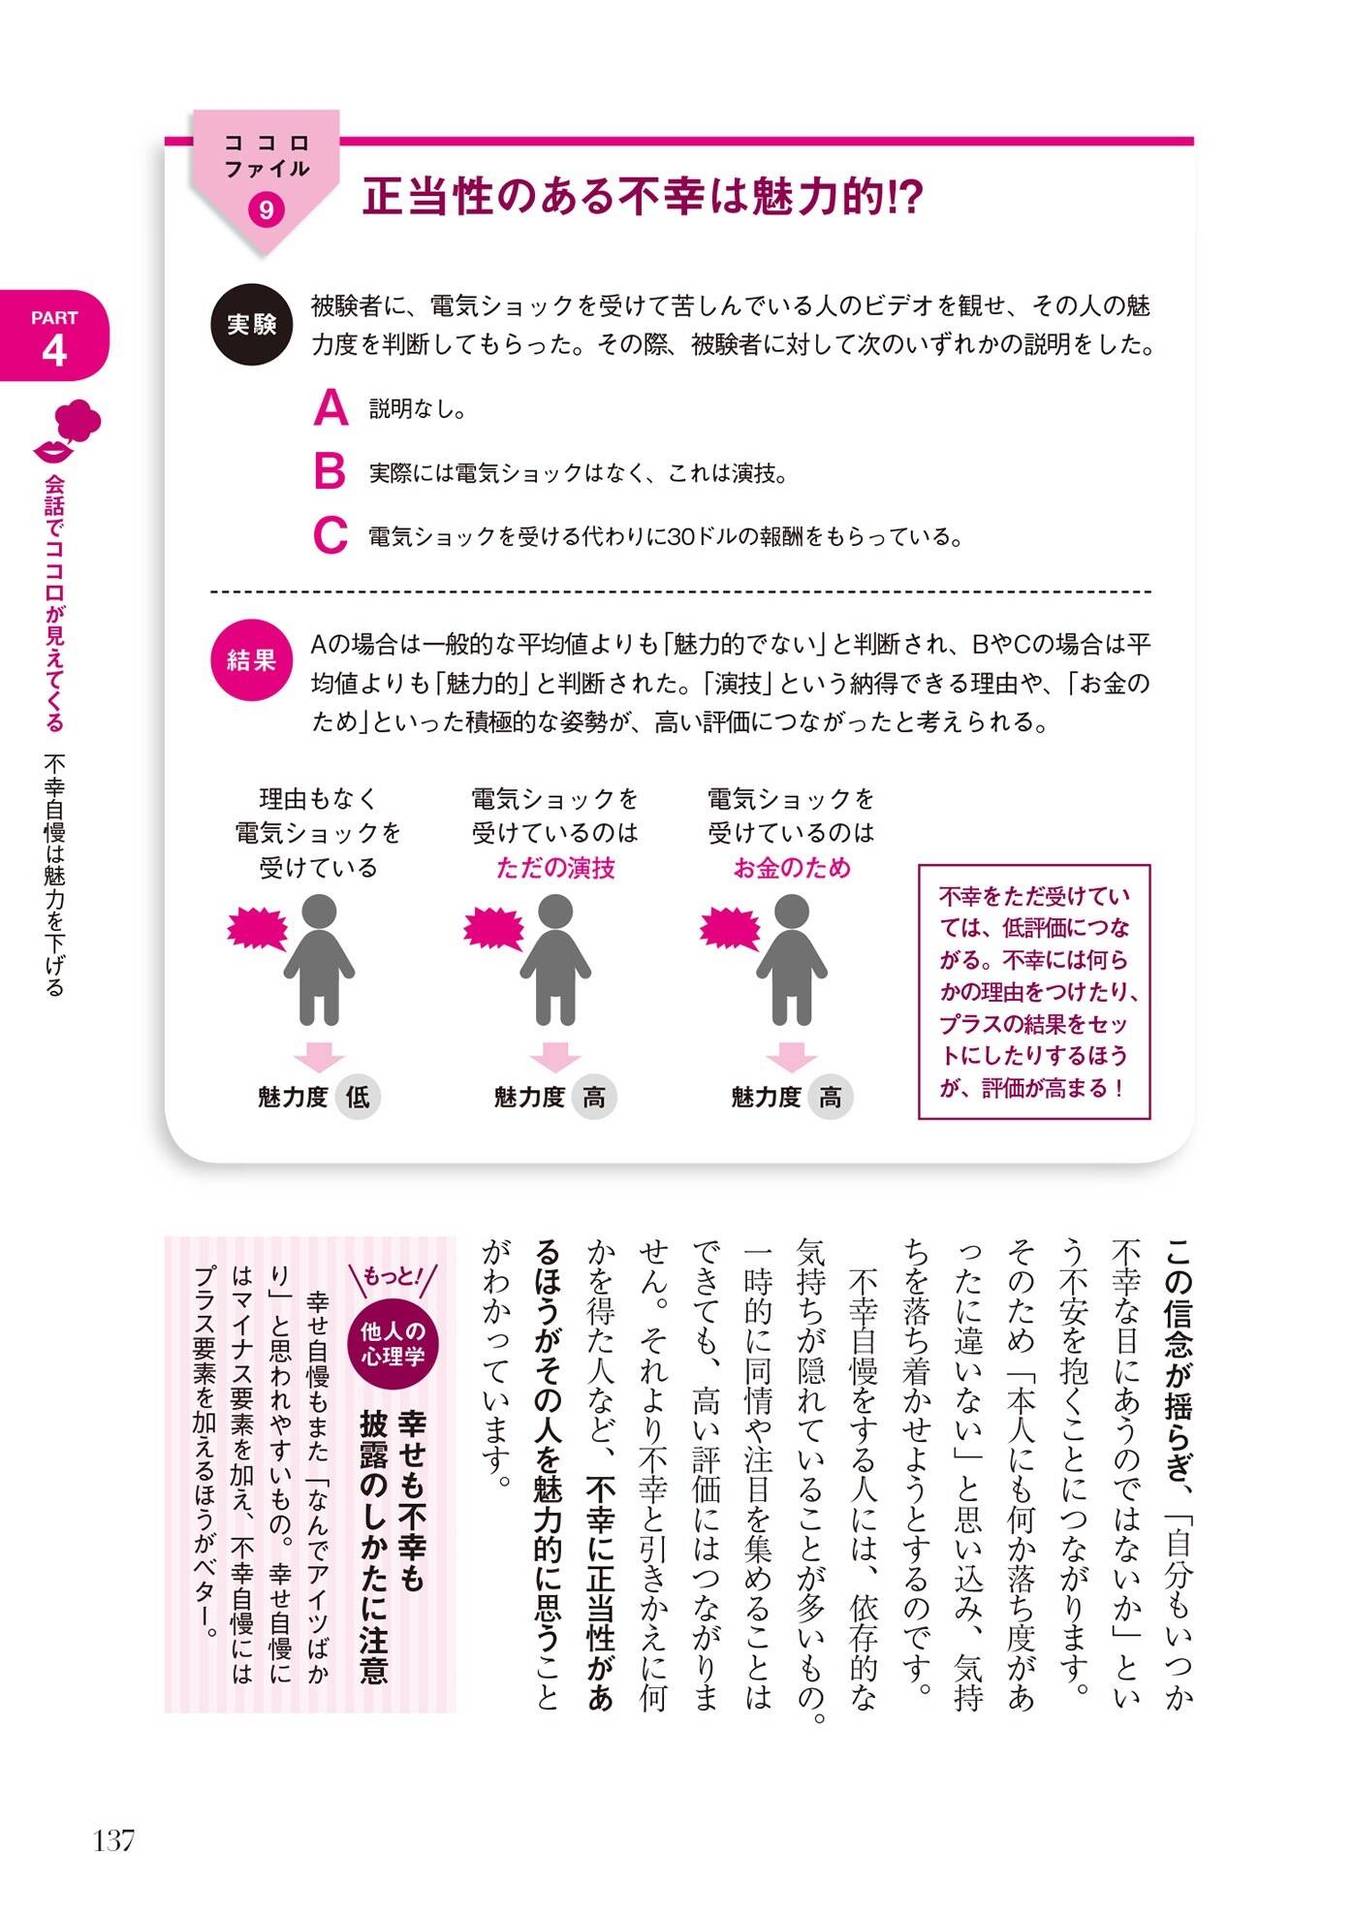 ココロ
ファイル
9
正当性のある不幸は魅力的!?
実験
被験者に、電気ショックを受けて苦しんでいる人のビデオを観せ、その人の魅
力度を判断してもらった。その際、被験者に対して次のいずれかの説明をした。
A 説明なし。
B 実際には電気ショックはなく、これは演技。
C 電気ショックを受ける代わりに30ドルの報酬をもらっている。
結果
Aの場合は一般的な平均値よりも「魅力的でない」と判断され、BやCの場合は平
均値よりも「魅力的」と判断された。「演技」という納得できる理由や、「お金の
ため」といった積極的な姿勢が、高い評価につながったと考えられる。
理由もなく
電気ショックを
受けている
魅力度 低
電気ショックを
受けているのは
ただの演技
魅力度 高
電気ショックを
受けているのは
お金のため
魅力度 高
不幸をただ受けてい
ては、低評価につな
がる。不幸には何ら
かの理由をつけたり、
プラスの結果をセッ
トにしたりするほう
が、評価が高まる!
PART
4
会話でココロが見えてくる 不幸自慢は魅力を下げる
この信念が揺らぎ、「自分もいつか
不幸な目にあうのではないか」とい
う不安を抱くことにつながります。
そのため「本人にも何か落ち度があ
ったに違いない」と思い込み、気持
ちを落ち着かせようとするのです。
不幸自慢をする人には、依存的な
気持ちが隠れていることが多いもの。
一時的に同情や注目を集めることは
できても、高い評価にはつながりま
せん。それより不幸と引きかえに何
かを得た人など、不幸に正当性があ
るほうがその人を魅力的に思うこと
がわかっています。
もっと!
他人の
心理学
幸せも不幸も
披露のしかたに注意
幸せ自慢もまた「なんでアイツばか
り」と思われやすいもの。幸せ自慢に
はマイナス要素を加え、不幸自慢には
プラス要素を加えるほうがベター。
137